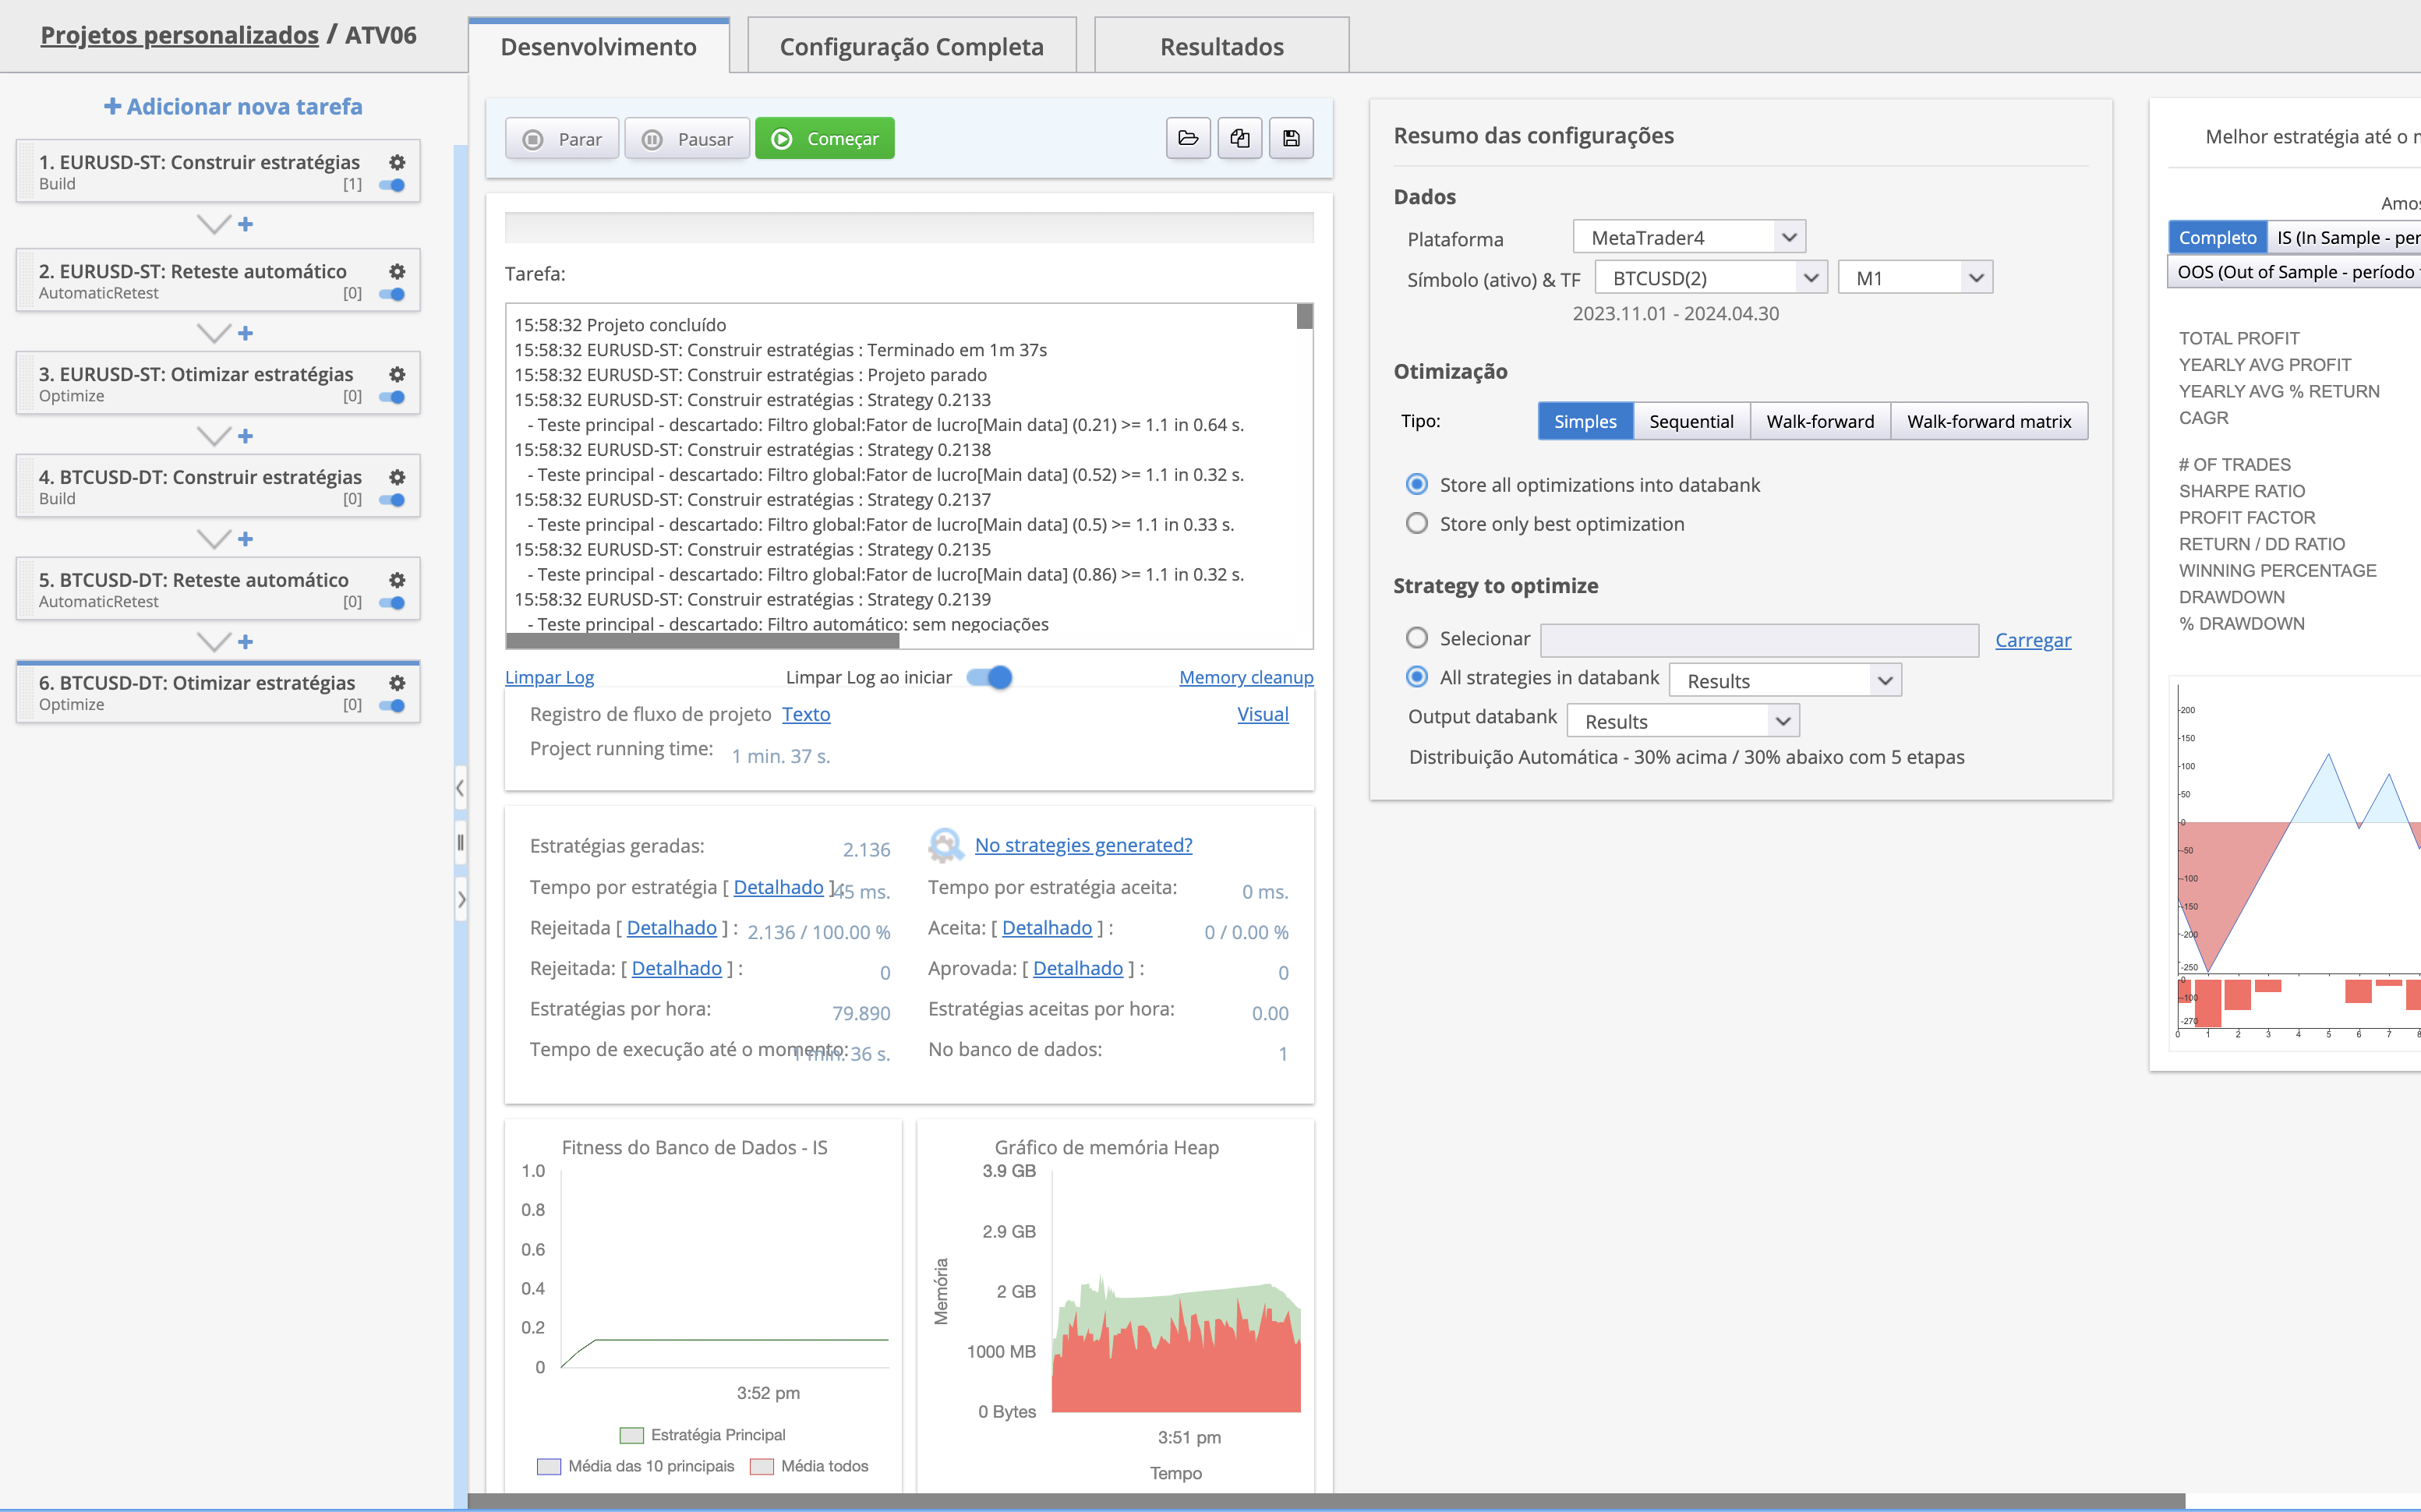 Projetos personalizados / ATV06
Desenvolvimento
Configuração Completa
Resultados
Adicionar nova tarefa
1. EURUSD-ST: Construir estratégias
Build
[1]
2. EURUSD-ST: Reteste automático
AutomaticRetest
[0]
3. EURUSD-ST: Otimizar estratégias
Optimize
[0]
4. BTCUSD-DT: Construir estratégias
Build
[0]
5. BTCUSD-DT: Reteste automático
AutomaticRetest
[0]
6. BTCUSD-DT: Otimizar estratégias
Optimize
[0]
Parar
Pausar
Começar
Tarefa:
15:58:32 Projeto concluído
15:58:32 EURUSD-ST: Construir estratégias : Terminado em 1m 37s
15:58:32 EURUSD-ST: Construir estratégias : Projeto parado
15:58:32 EURUSD-ST: Construir estratégias : Strategy 0.2133
- Teste principal - descartado: Filtro global:Fator de lucro[Main data] (0.21) >= 1.1 in 0.64 s.
15:58:32 EURUSD-ST: Construir estratégias : Strategy 0.2138
- Teste principal - descartado: Filtro global:Fator de lucro[Main data] (0.52) >= 1.1 in 0.32 s.
15:58:32 EURUSD-ST: Construir estratégias : Strategy 0.2137
- Teste principal - descartado: Filtro global:Fator de lucro[Main data] (0.5) >= 1.1 in 0.33 s.
15:58:32 EURUSD-ST: Construir estratégias : Strategy 0.2135
- Teste principal - descartado: Filtro global:Fator de lucro[Main data] (0.86) >= 1.1 in 0.32 s.
15:58:32 EURUSD-ST: Construir estratégias : Strategy 0.2139
- Teste principal - descartado: Filtro automático: sem negociações
Limpar Log
Limpar Log ao iniciar
Memory cleanup
Registro de fluxo de projeto Texto
Visual
Project running time: 1 min. 37 s.
Estratégias geradas: 2.136
No strategies generated?
Tempo por estratégia [ Detalhado ] : 45 ms.
Tempo por estratégia aceita: 0 ms.
Rejeitada [ Detalhado ] : 2.136 / 100.00 %
Aceita: [ Detalhado ] : 0 / 0.00 %
Rejeitada: [ Detalhado ] : 0
Aprovada: [ Detalhado ] : 0
Estratégias por hora: 79.890
Estratégias aceitas por hora: 0.00
Tempo de execução até o momento: 1 min. 36 s.
No banco de dados: 1
Fitness do Banco de Dados - IS
1.0
0.8
0.6
0.4
0.2
0
3:52 pm
Estratégia Principal
Média das 10 principais
Média todos
Gráfico de memória Heap
3.9 GB
2.9 GB
2 GB
1000 MB
0 Bytes
Memória
3:51 pm
Tempo
Resumo das configurações
Dados
Plataforma
MetaTrader4
Símbolo (ativo) & TF
BTCUSD(2)
M1
2023.11.01 - 2024.04.30
Otimização
Tipo:
Simples
Sequential
Walk-forward
Walk-forward matrix
Store all optimizations into databank
Store only best optimization
Strategy to optimize
Selecionar
Carregar
All strategies in databank
Results
Output databank
Results
Distribuição Automática - 30% acima / 30% abaixo com 5 etapas
Melhor estratégia até o
Completo
IS (In Sample -
OOS (Out of Sample - período
TOTAL PROFIT
YEARLY AVG PROFIT
YEARLY AVG % RETURN
CAGR
# OF TRADES
SHARPE RATIO
PROFIT FACTOR
RETURN / DD RATIO
WINNING PERCENTAGE
DRAWDOWN
% DRAWDOWN
200
150
100
50
0
-50
-100
-150
-200
-250
0
-100
-270
0 1 2 3 4 5 6 7 8